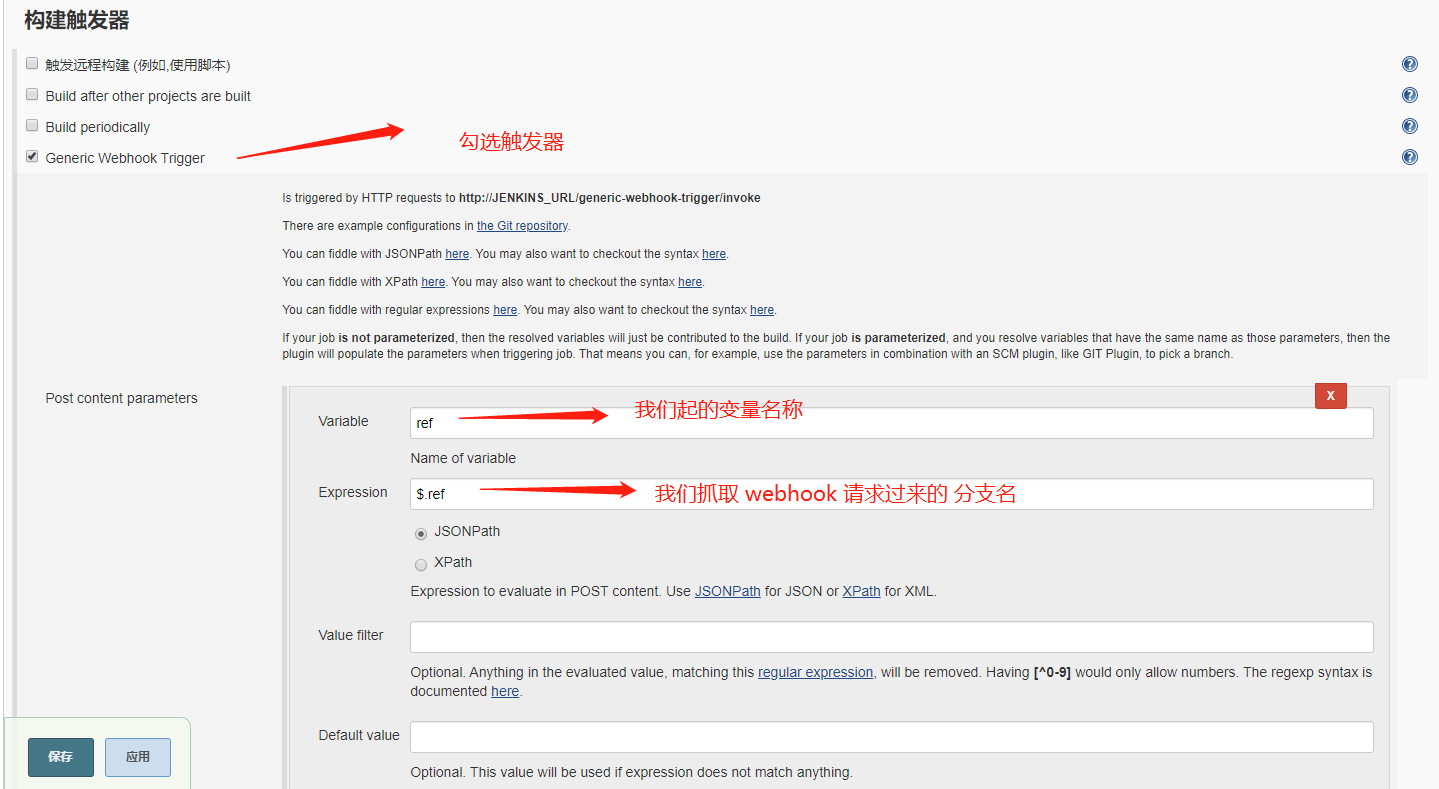 构建触发器
触发远程构建 (例如,使用脚本)
Build after other projects are built
Build periodically
Generic Webhook Trigger
勾选触发器
Is triggered by HTTP requests to http://JENKINS_URL/generic-webhook-trigger/invoke
There are example configurations in the Git repository.
You can fiddle with JSONPath here. You may also want to checkout the syntax here.
You can fiddle with XPath here. You may also want to checkout the syntax here.
You can fiddle with regular expressions here. You may also want to checkout the syntax here.
If your job is not parameterized, then the resolved variables will just be contributed to the build. If your job is parameterized, and you resolve variables that have the same name as those parameters, then the
plugin will populate the parameters when triggering job. That means you can, for example, use the parameters in combination with an SCM plugin, like GIT Plugin, to pick a branch.
Post content parameters
X
Variable
ref
我们起的变量名称
Name of variable
Expression
$.ref
我们抓取 webhook 请求过来的 分支名
JSONPath
XPath
Expression to evaluate in POST content. Use JSONPath for JSON or XPath for XML.
Value filter
Optional. Anything in the evaluated value, matching this regular expression, will be removed. Having [^0-9] would only allow numbers. The regexp syntax is
documented here.
Default value
Optional. This value will be used if expression does not match anything.
保存
应用